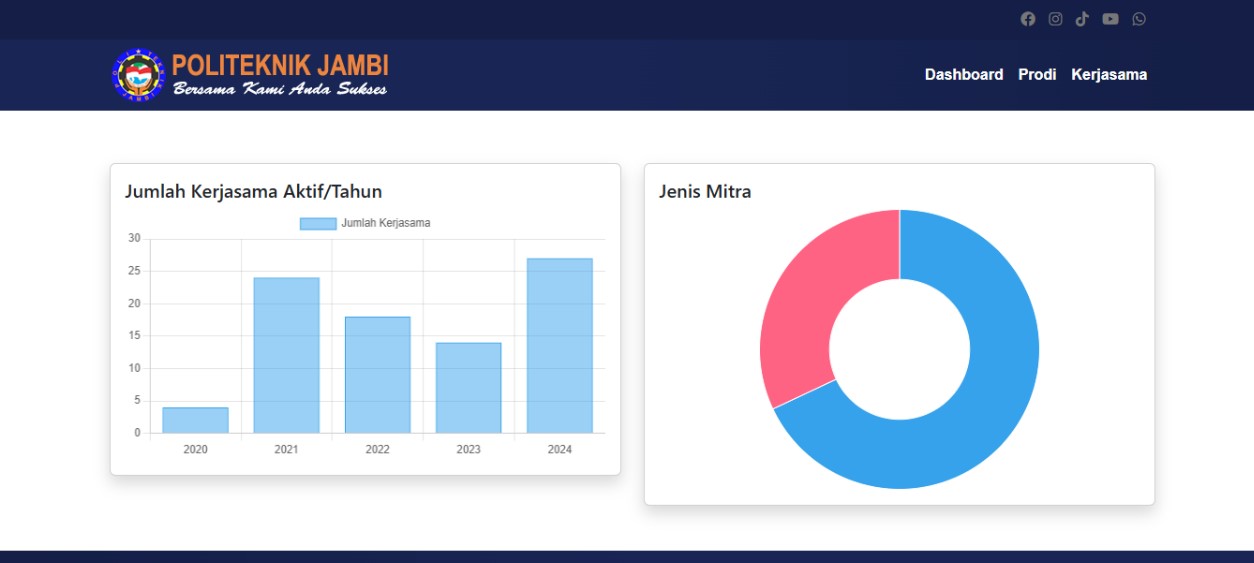 POLITEKNIK JAMBI
Bersama Kami Anda Sukses
Dashboard Prodi Kerjasama
Jumlah Kerjasama Aktif/Tahun
Jumlah Kerjasama
30
25
20
15
10
5
0
2020 2021 2022 2023 2024
Jenis Mitra